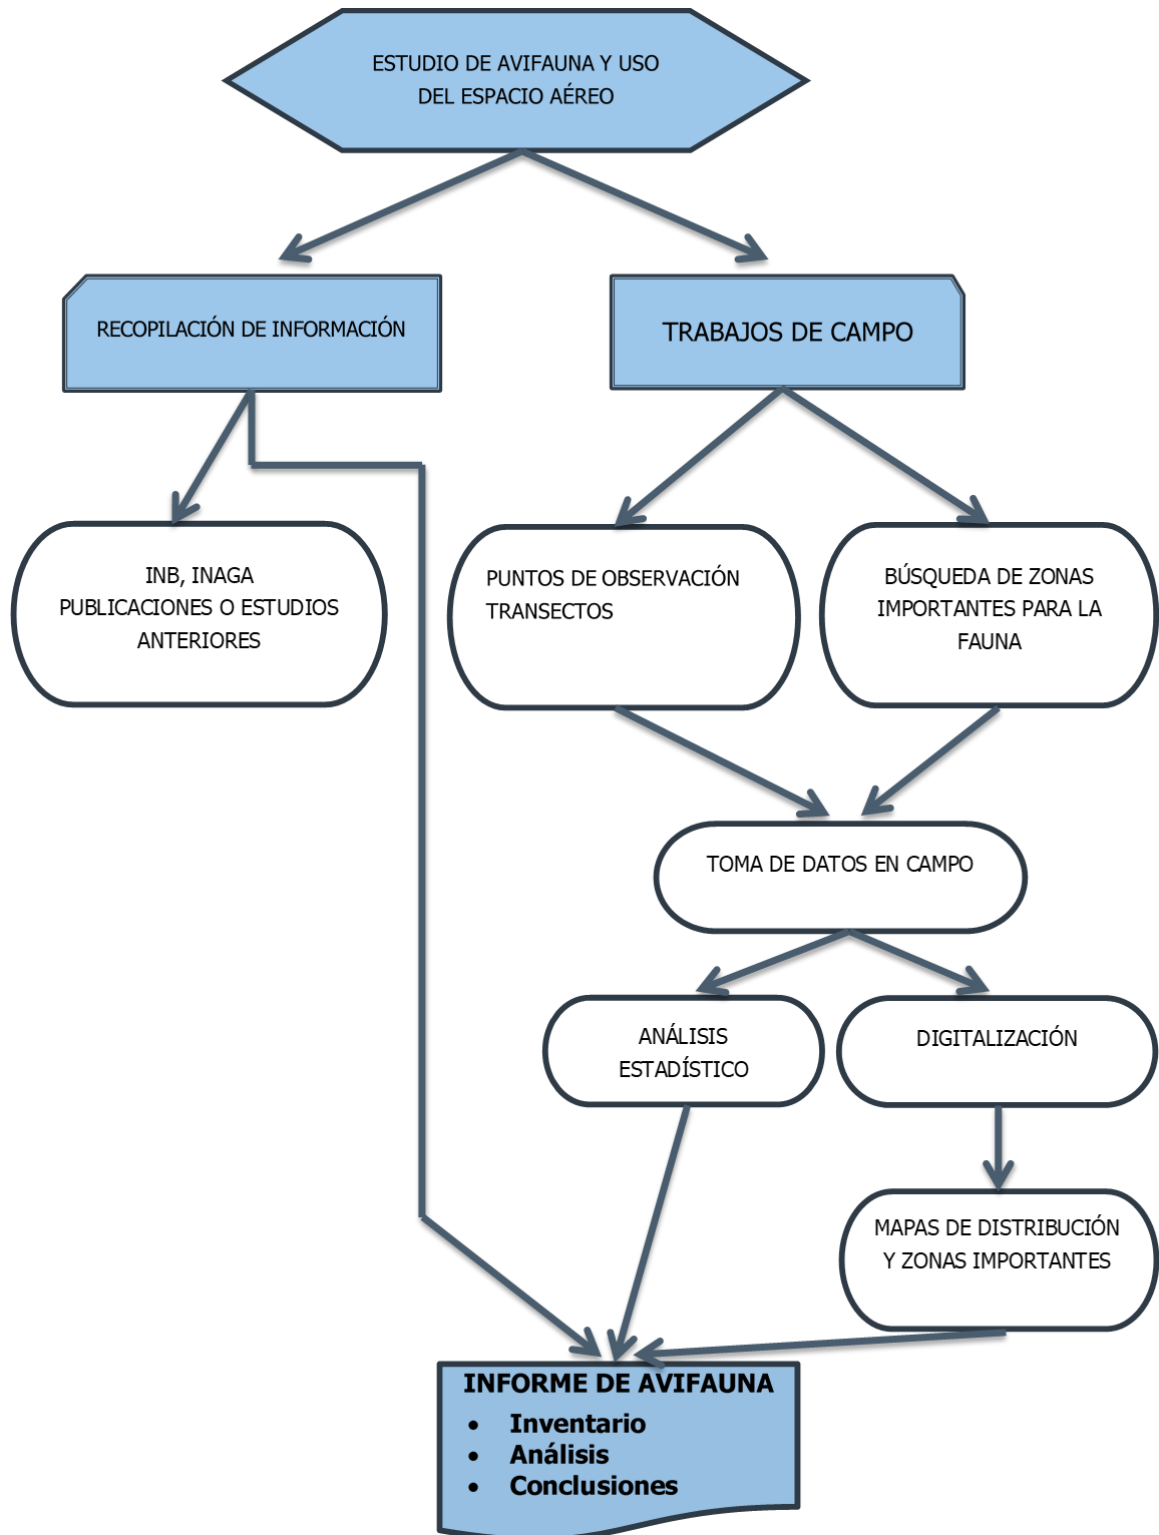 ESTUDIO DE AVIFAUNA Y USO
DEL ESPACIO AÉREO
RECOPILACIÓN DE INFORMACIÓN
TRABAJOS DE CAMPO
INB, INAGA
PUBLICACIONES O ESTUDIOS
ANTERIORES
PUNTOS DE OBSERVACIÓN
TRANSECTOS
BÚSQUEDA DE ZONAS
IMPORTANTES PARA LA
FAUNA
TOMA DE DATOS EN CAMPO
ANÁLISIS
ESTADÍSTICO
DIGITALIZACIÓN
MAPAS DE DISTRIBUCIÓN
Y ZONAS IMPORTANTES
INFORME DE AVIFAUNA
• Inventario
• Análisis
• Conclusiones